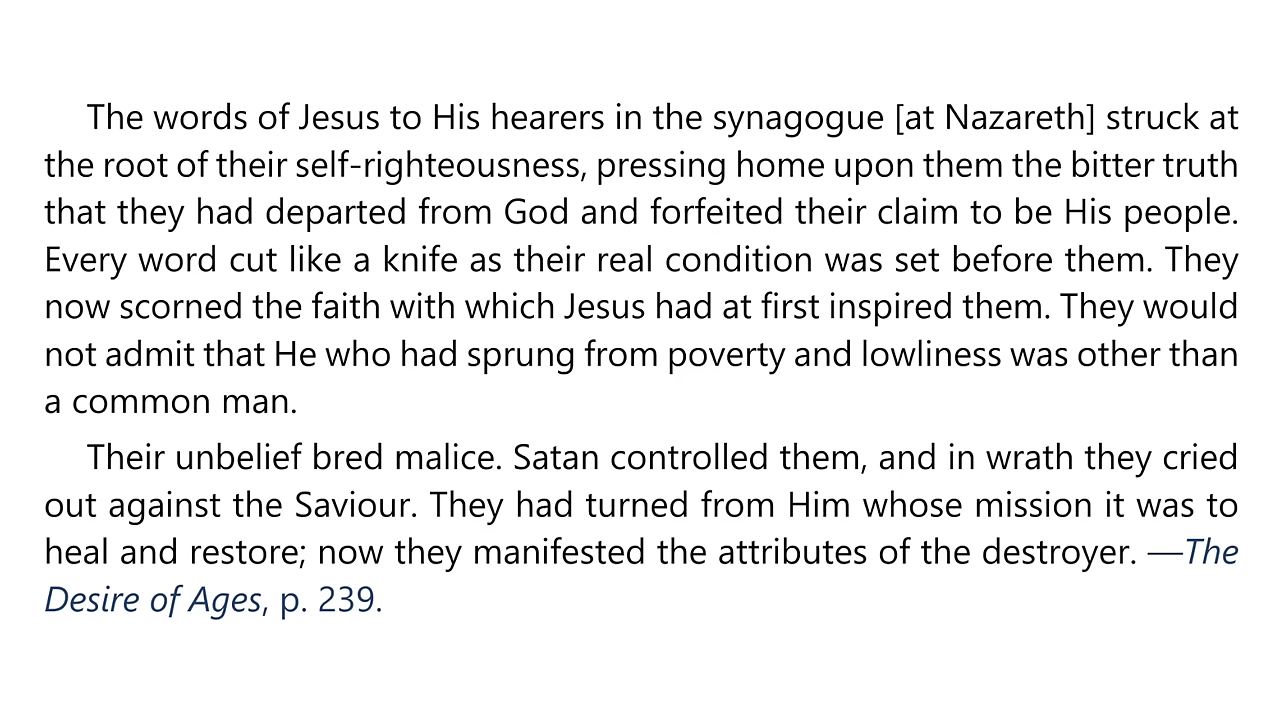 The words of Jesus to His hearers in the synagogue [at Nazareth] struck at
the root of their self-righteousness, pressing home upon them the bitter truth
that they had departed from God and forfeited their claim to be His people.
Every word cut like a knife as their real condition was set before them. They
now scorned the faith with which Jesus had at first inspired them. They would
not admit that He who had sprung from poverty and lowliness was other than
a common man.
Their unbelief bred malice. Satan controlled them, and in wrath they cried
out against the Saviour. They had turned from Him whose mission it was to
heal and restore; now they manifested the attributes of the destroyer. —The
Desire of Ages, p. 239.